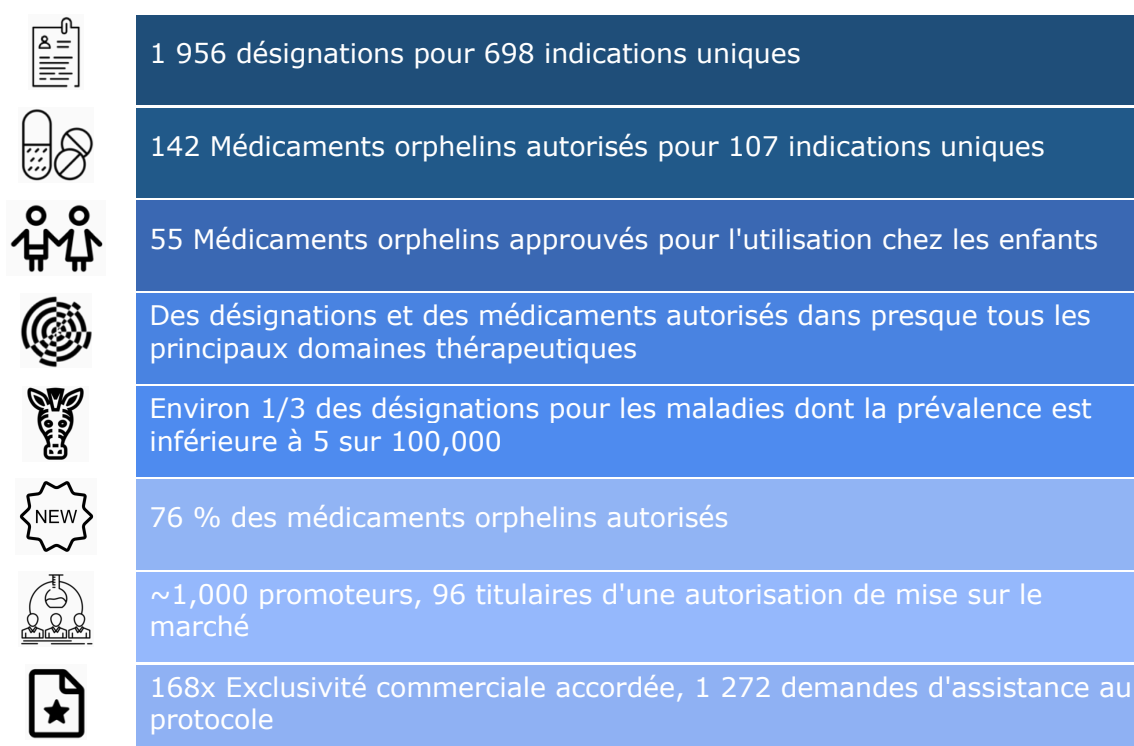 1 956 désignations pour 698 indications uniques
142 Médicaments orphelins autorisés pour 107 indications uniques
55 Médicaments orphelins approuvés pour l'utilisation chez les enfants
Des désignations et des médicaments autorisés dans presque tous les
principaux domaines thérapeutiques
Environ 1/3 des désignations pour les maladies dont la prévalence est
inférieure à 5 sur 100,000
NEW
76 % des médicaments orphelins autorisés
~1,000 promoteurs, 96 titulaires d'une autorisation de mise sur le
marché
168x Exclusivité commerciale accordée, 1 272 demandes d'assistance au
protocole